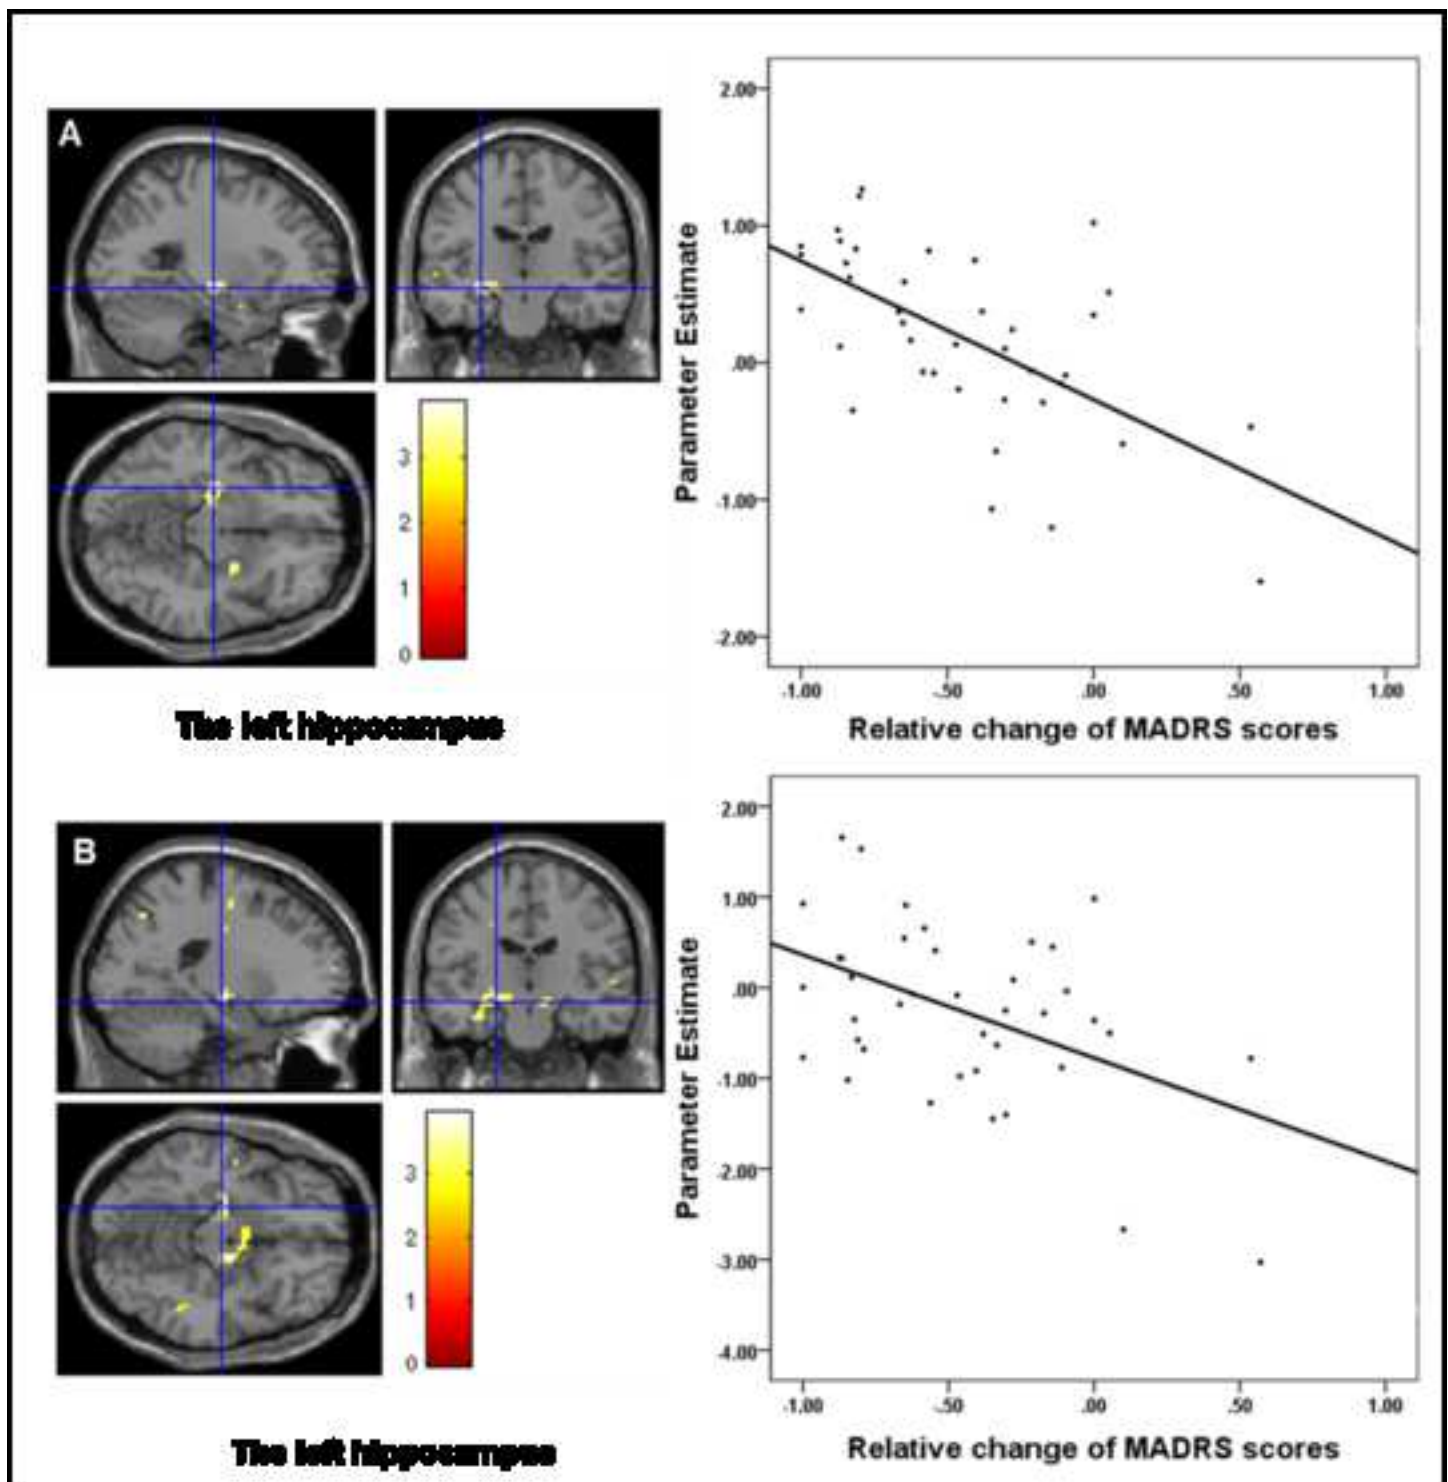 A
3
2
1
0
The left hippocampus
2.00
1.00
.00
-1.00
-2.00
Parameter Estimate
-1.00 -.50 .00 .50 1.00
Relative change of MADRS scores
B
3
2
1
0
The left hippocampus
2.00
1.00
.00
-1.00
-2.00
-3.00
-4.00
Parameter Estimate
-1.00 -.50 .00 .50 1.00
Relative change of MADRS scores